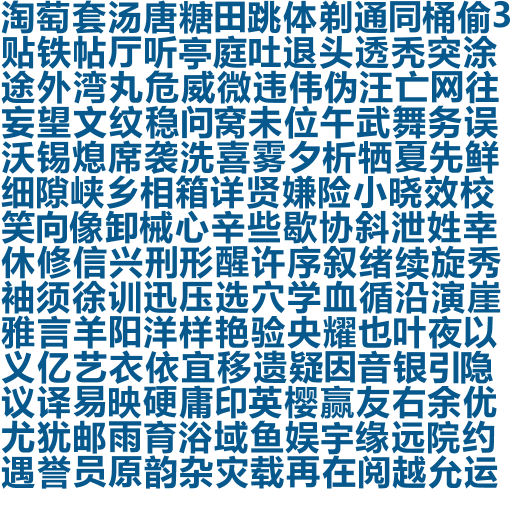 淘萄套汤唐糖田跳体剃通同桶偷3
贴铁帖厅听亭庭吐退头透秃突涂
途外湾丸危威微违伟伪汪亡网往
妄望文纹稳问窝未位午武舞务误
沃锡熄席袭洗喜雾夕析牺夏先鲜
细隙峡乡相箱详贤嫌险小晓效校
笑向像卸械心辛些歇协斜泄姓幸
休修信兴刑形醒许序叙绪续旋秀
袖须徐训迅压选穴学血循沿演崖
雅言羊阳洋样艳验央耀也叶夜以
义亿艺衣依宜移遗疑因音银引隐
议译易映硬庸印英樱赢友右余优
尤犹邮雨育浴域鱼娱宇缘远院约
遇誉员原韵杂灾载再在阅越允运